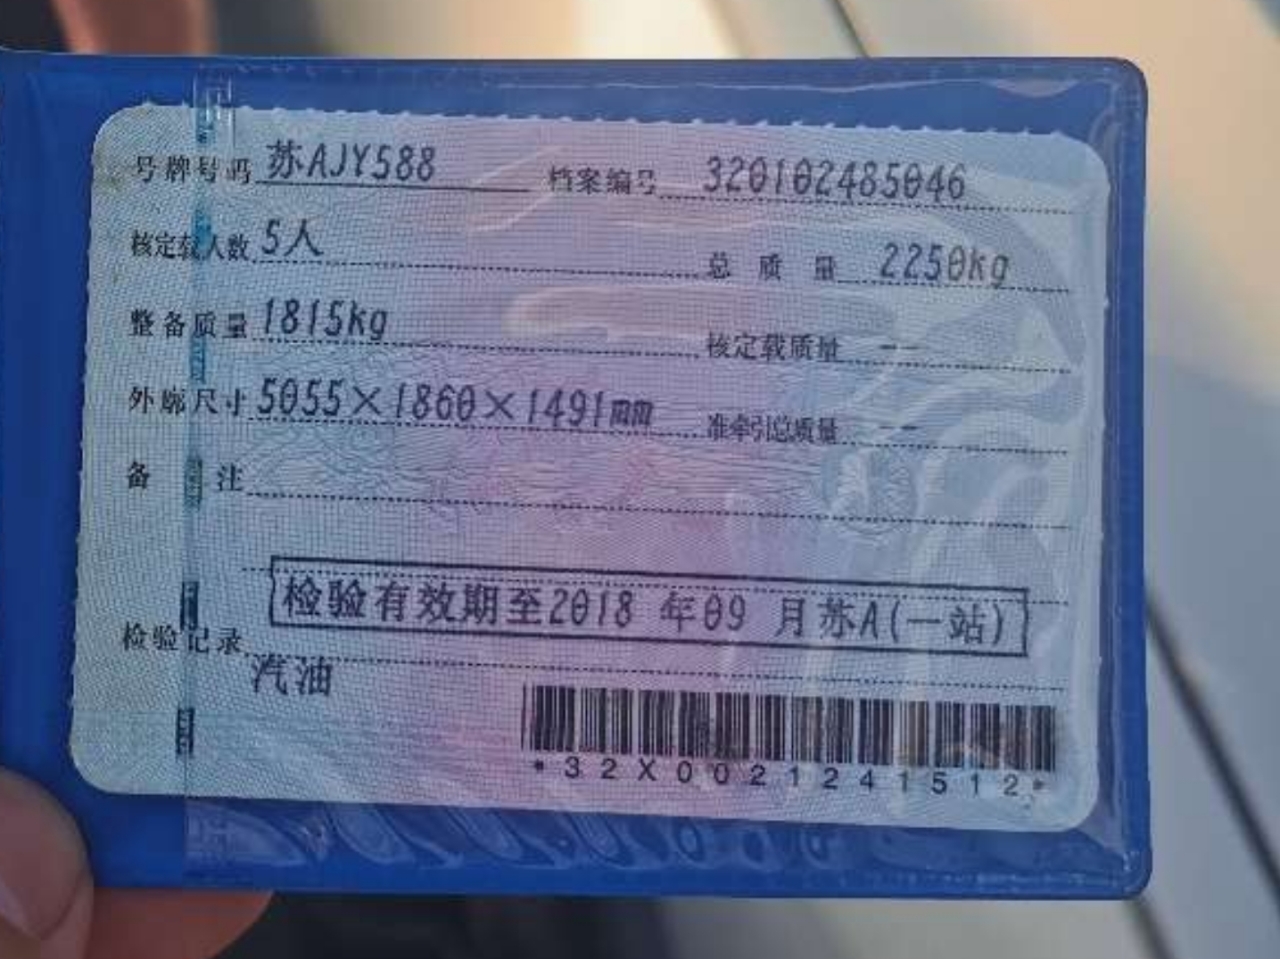 号牌号码 苏AJY588 档案编号 320102485046
核定载人数 5人 总质量 2250kg
整备质量 1815kg 核定载质量 --
外廓尺寸 5055×1860×1491mm 准牵引总质量 --
备注
检验有效期至2018 年09 月苏A(一站)
检验记录
汽油
*32X0021241512*